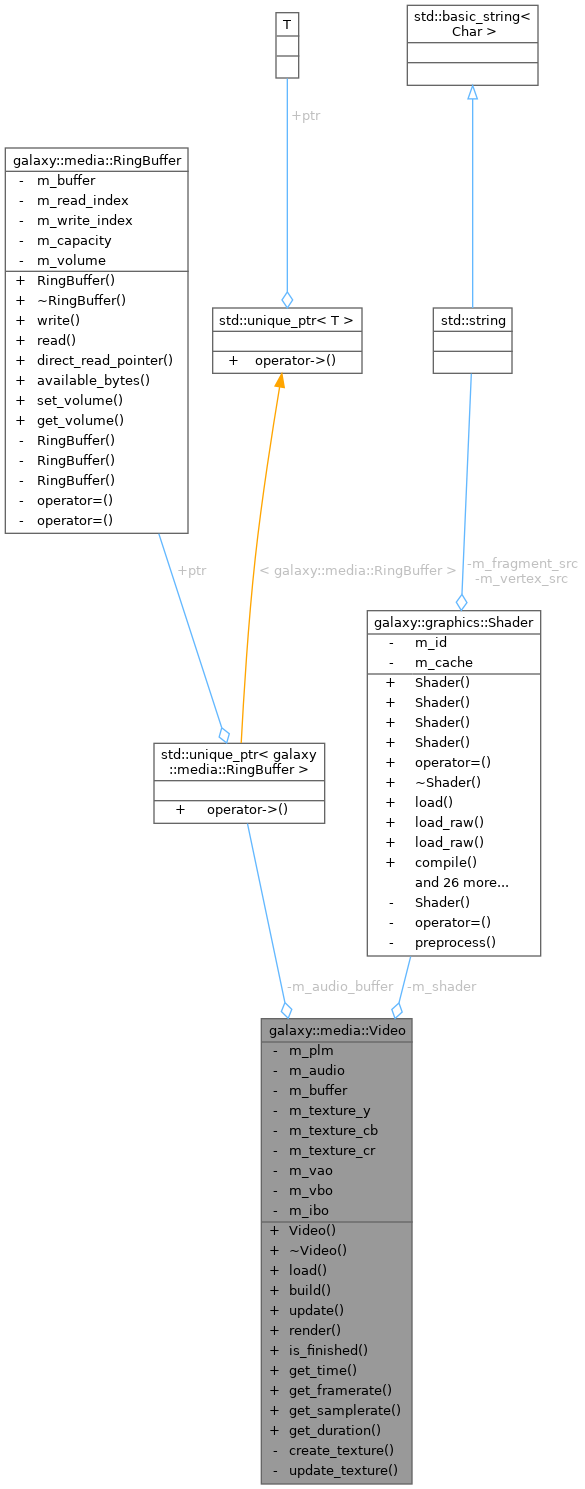 T
std::basic_string<
Char >
+ptr
galaxy::media::RingBuffer
- m_buffer
- m_read_index
- m_write_index
- m_capacity
- m_volume
+ RingBuffer()
+ ~RingBuffer()
+ write()
+ read()
+ direct_read_pointer()
+ available_bytes()
+ set_volume()
+ get_volume()
- RingBuffer()
- RingBuffer()
- RingBuffer()
- operator=()
- operator=()
std::unique_ptr< T >
+ operator->()
std::string
+ptr
< galaxy::media::RingBuffer >
-m_fragment_src
-m_vertex_src
galaxy::graphics::Shader
- m_id
- m_cache
+ Shader()
+ Shader()
+ Shader()
+ Shader()
+ operator=()
+ ~Shader()
+ load()
+ load_raw()
+ load_raw()
+ compile()
and 26 more...
- Shader()
- operator=()
- preprocess()
std::unique_ptr< galaxy
::media::RingBuffer >
+ operator->()
-m_audio_buffer
-m_shader
galaxy::media::Video
- m_plm
- m_audio
- m_buffer
- m_texture_y
- m_texture_cb
- m_texture_cr
- m_vao
- m_vbo
- m_ibo
+ Video()
+ ~Video()
+ load()
+ build()
+ update()
+ render()
+ is_finished()
+ get_time()
+ get_framerate()
+ get_samplerate()
+ get_duration()
- create_texture()
- update_texture()